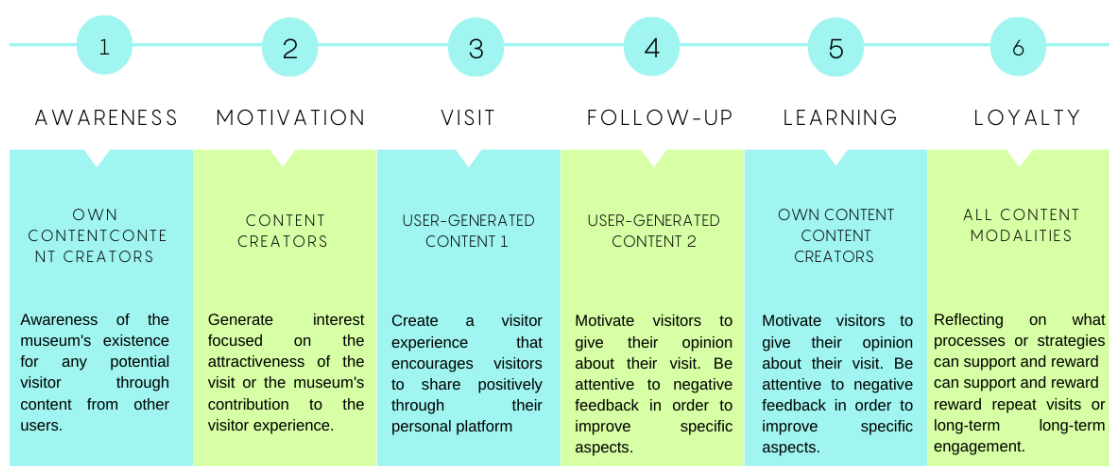 1
2
3
4
5
6
AWARENESS
MOTIVATION
VISIT
FOLLOW-UP
LEARNING
LOYALTY
OWN
CONTENTCONTE
NT CREATORS
Awareness of the
museum's existence
for any potential
visitor through
content from other
users.
CONTENT
CREATORS
Generate interest
focused on the
attractiveness of the
visit or the museum's
contribution to the
visitor experience.
USER-GENERATED
CONTENT 1
Create a visitor
experience that
encourages visitors
to share positively
through their
personal platform
USER-GENERATED
CONTENT 2
Motivate visitors to
give their opinion
about their visit. Be
attentive to negative
feedback in order to
improve specific
aspects.
OWN CONTENT
CONTENT
CREATORS
Motivate visitors to
give their opinion
about their visit. Be
attentive to negative
feedback in order to
improve specific
aspects.
ALL CONTENT
MODALITIES
Reflecting on what
processes or strategies
can support and reward
can support and reward
reward repeat visits or
long-term long-term
engagement.